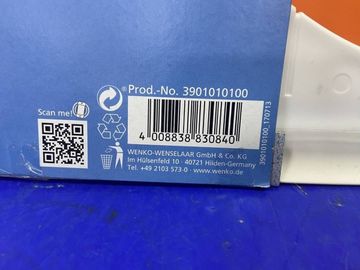 Prod.-No. 3901010100
Scan me!
4 008838 830840
WENKO-WENSELAAR GmbH & Co. KG
Im Hülsenfeld 10 · 40721 Hilden-Germany
Tel. +49 2103 573-0 · www.wenko.de
3901010100_170713